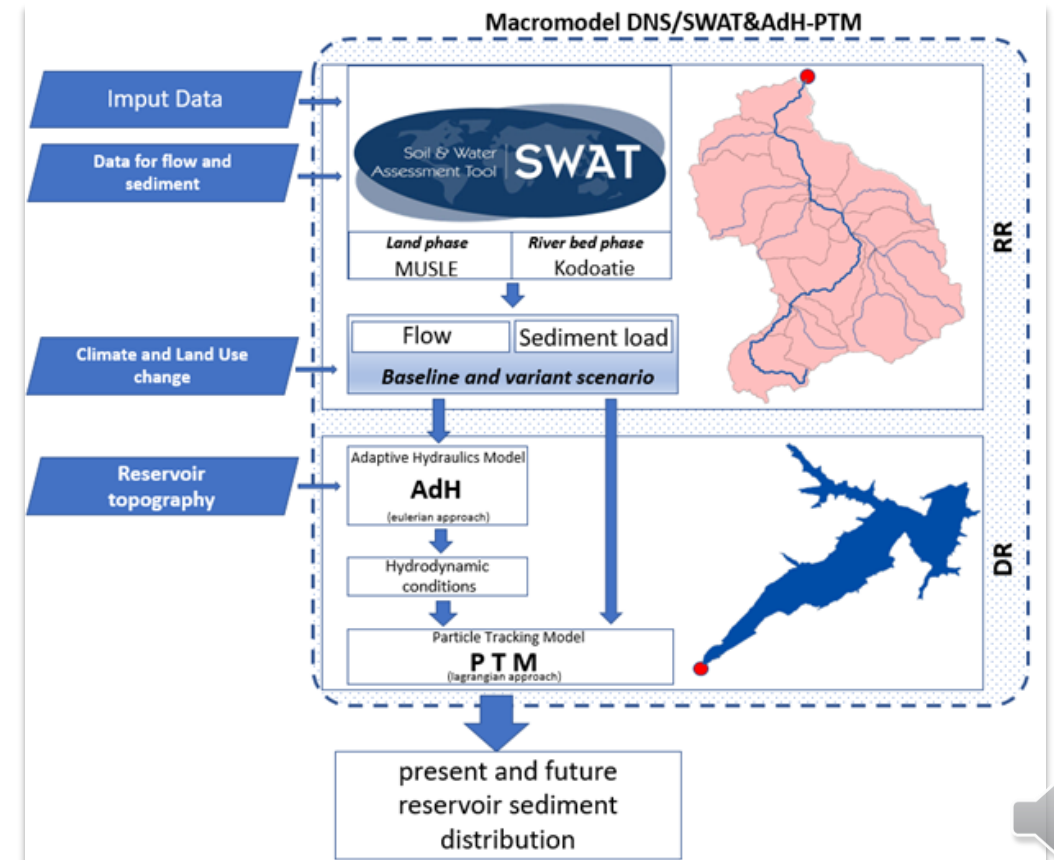 Macromodel DNS/SWAT&AdH-PTM
Imput Data
Data for flow and
sediment
Soil & Water
Assessment Tool
SWAT
Land phase
MUSLE
River bed phase
Kodoatie
RR
Climate and Land Use
change
Flow
Sediment load
Baseline and variant scenario
Reservoir
topography
Adaptive Hydraulics Model
AdH
(eulerian approach)
Hydrodynamic
conditions
Particle Tracking Model
P T M
(lagrangian approach)
DR
present and future
reservoir sediment
distribution